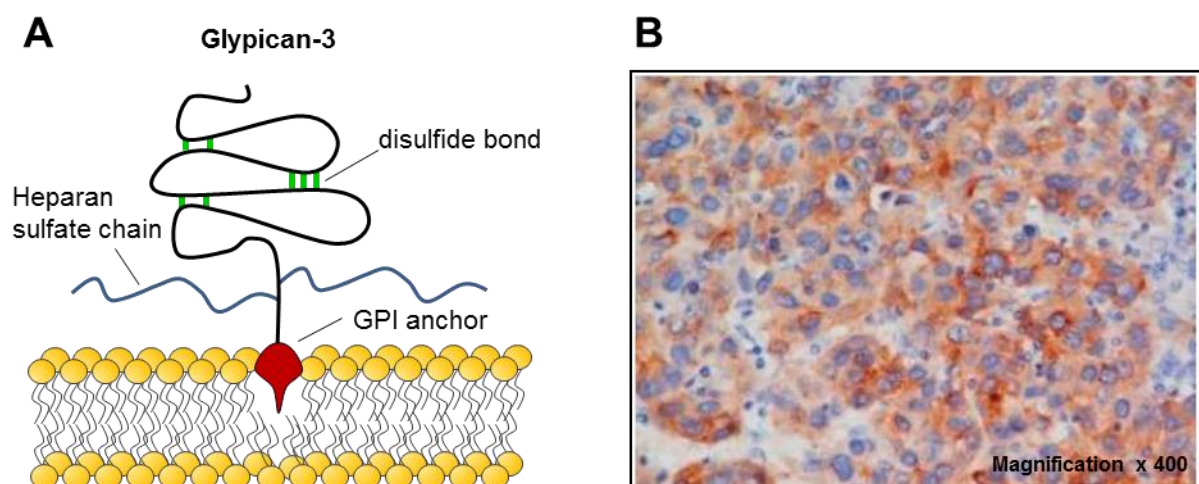 A
Glypican-3
disulfide bond
Heparan
sulfate chain
GPI anchor
B
Magnification x 400